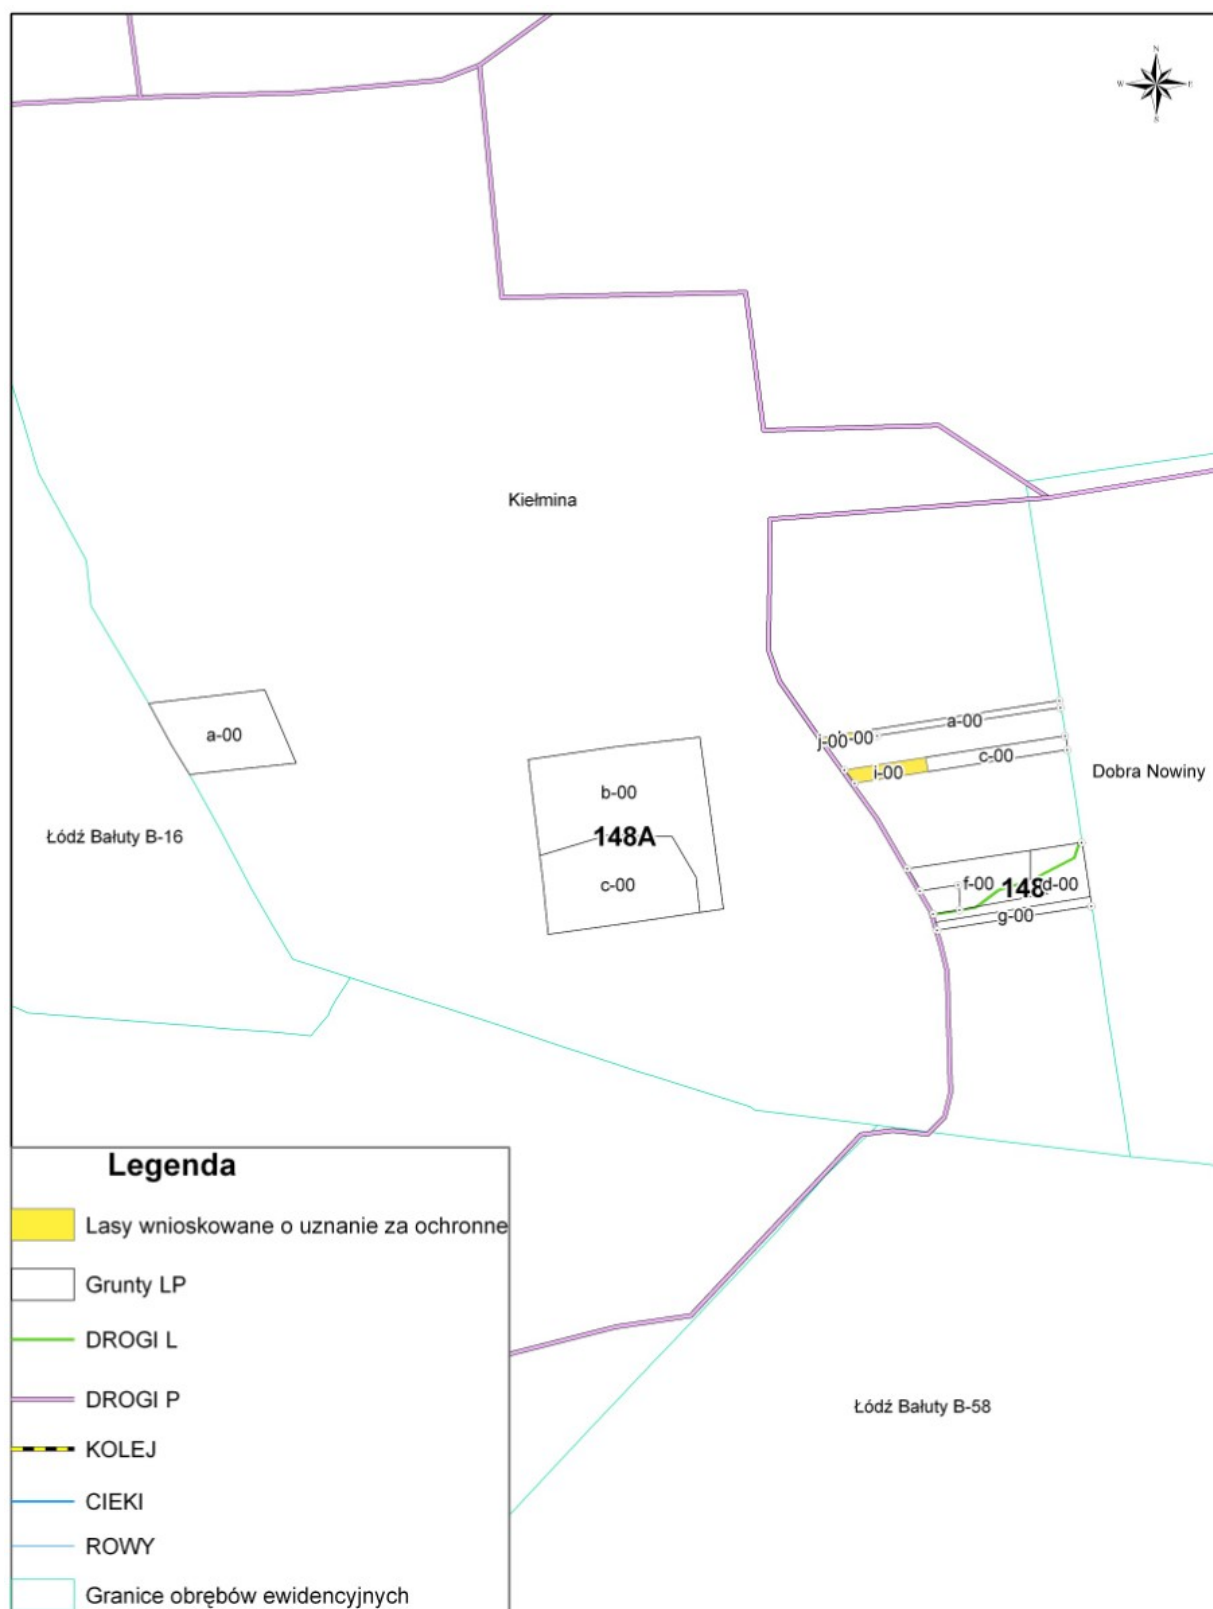 N
W E
S
Kiełmina
a-00
a-00
j-00 -00
c-00
i-00
Dobra Nowiny
b-00
Łódź Bałuty B-16
148A
c-00
f-00
148
d-00
g-00
Legenda
Lasy wnioskowane o uznanie za ochronne
Grunty LP
DROGI L
DROGI P
Łódź Bałuty B-58
KOLEJ
CIEKI
ROWY
Granice obrębów ewidencyjnych